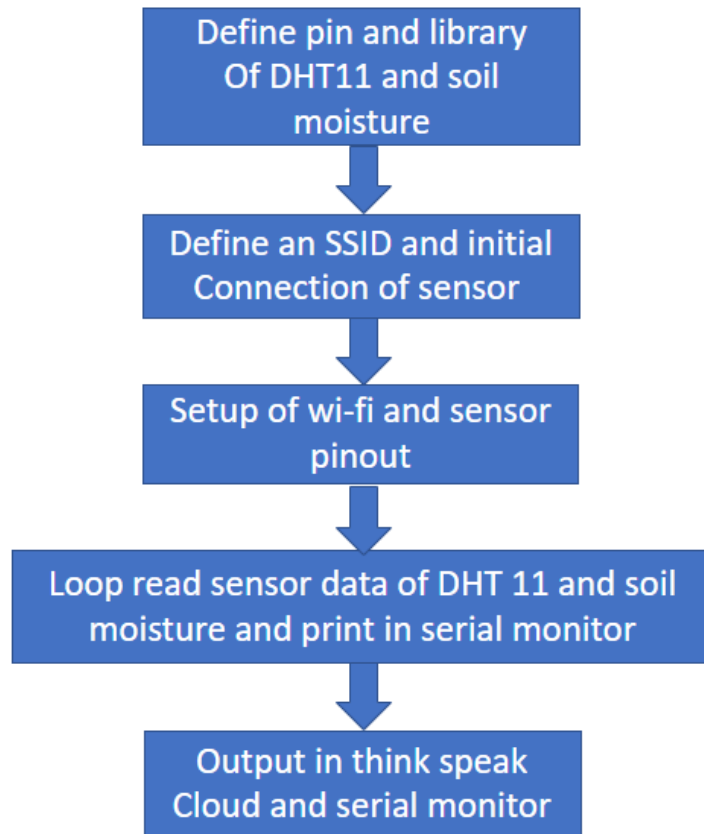 Define pin and library
Of DHT11 and soil
moisture
Define an SSID and initial
Connection of sensor
Setup of wi-fi and sensor
pinout
Loop read sensor data of DHT 11 and soil
moisture and print in serial monitor
Output in think speak
Cloud and serial monitor